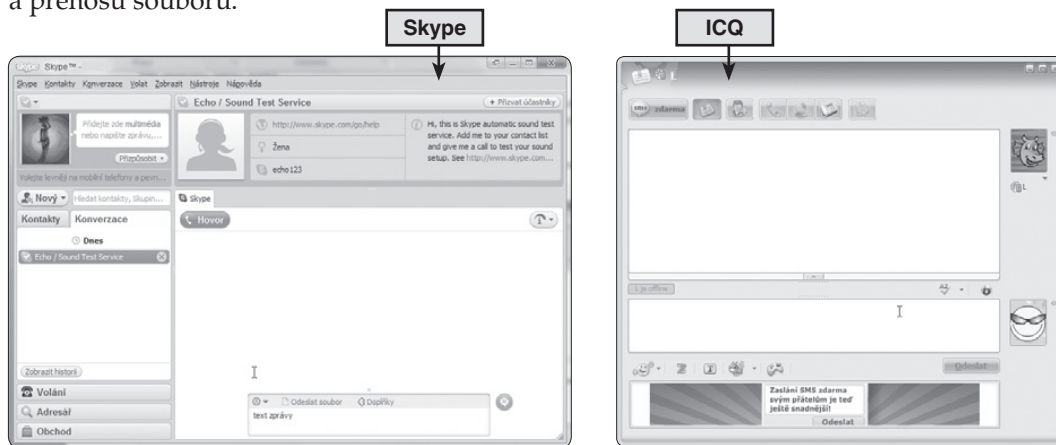 a přenosu souborů.
Skype
ICQ
Skype™ -
Skype Kontakty Konverzace Volat Zobrazit Nástroje Nápověda
Echo / Sound Test Service
+ Přizvat účastníky
Přidejte zde multimédia
nebo napište zprávu,...
Přizpůsobit
Volejte levněji na mobilní telefony a pevn...
http://www.skype.com/go/help
Žena
echo123
Hi, this is Skype automatic sound test
service. Add me to your contact list
and give me a call to test your sound
setup. See http://www.skype.com...
Nový
Hledat kontakty, Skupin...
Skype
Kontakty Konverzace
Hovor
Dnes
Echo / Sound Test Service
Zobrazit historii
Volání
Adresář
Obchod
Odeslat soubor Doplňky
text zprávy
L
sms zdarma
L
L je offline
Odeslat
Zaslání SMS zdarma
svým přátelům je teď
ještě snadnější!
Odeslat